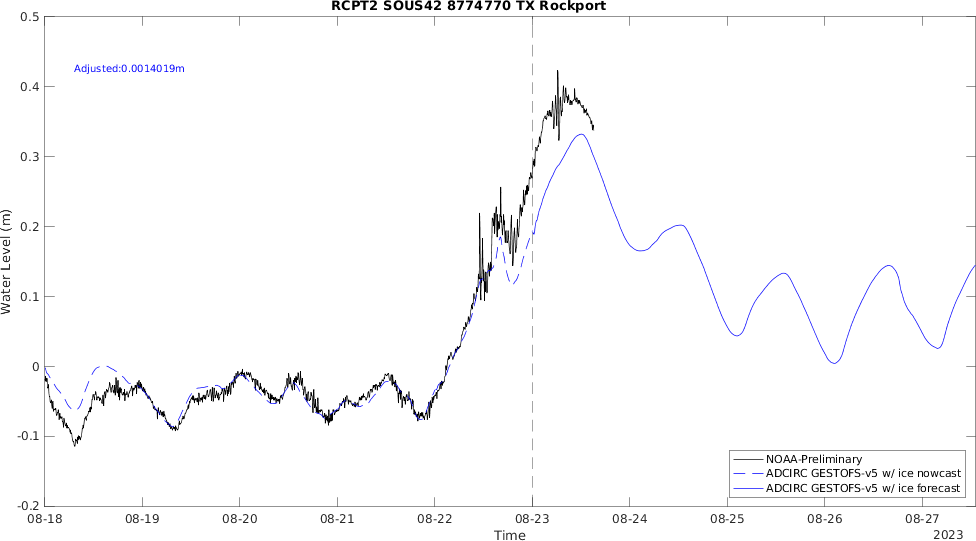 RCPT2 SOUS42 8774770 TX Rockport
0.5
Adjusted:0.0014019m
0.4
0.3
0.2
0.1
0
-0.1
-0.2
Water Level (m)
NOAA-Preliminary
ADCIRC GESTOFS-v5 w/ ice nowcast
ADCIRC GESTOFS-v5 w/ ice forecast
08-18 08-19 08-20 08-21 08-22 08-23 08-24 08-25 08-26 08-27
Time
2023